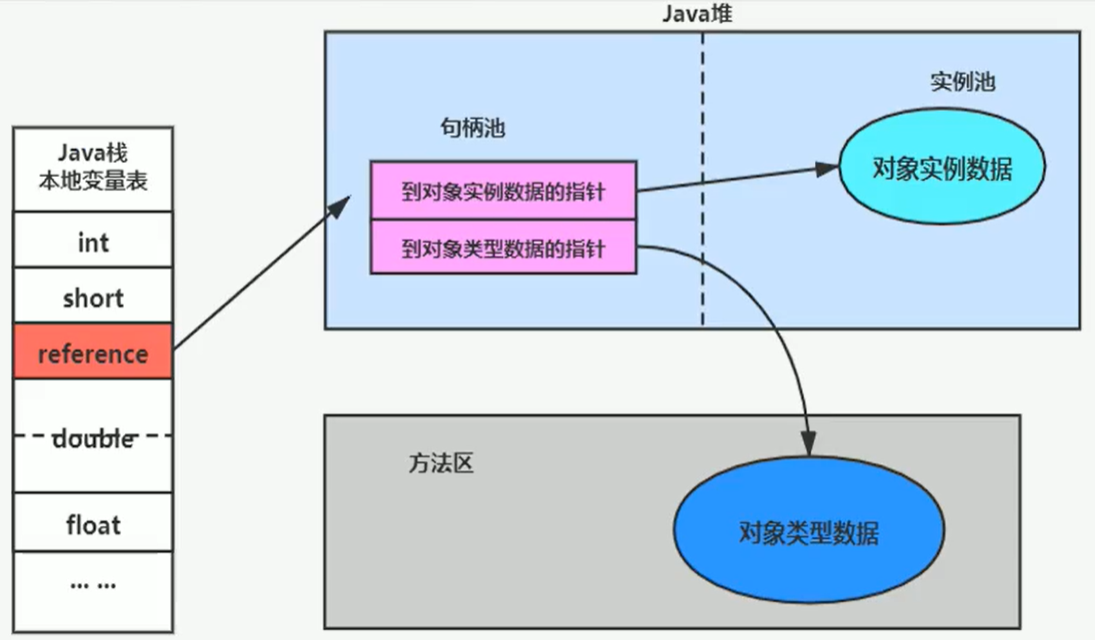 Java堆
实例池
句柄池
到对象实例数据的指针
到对象类型数据的指针
对象实例数据
Java栈
本地变量表
int
short
reference
double
float
... ...
方法区
对象类型数据